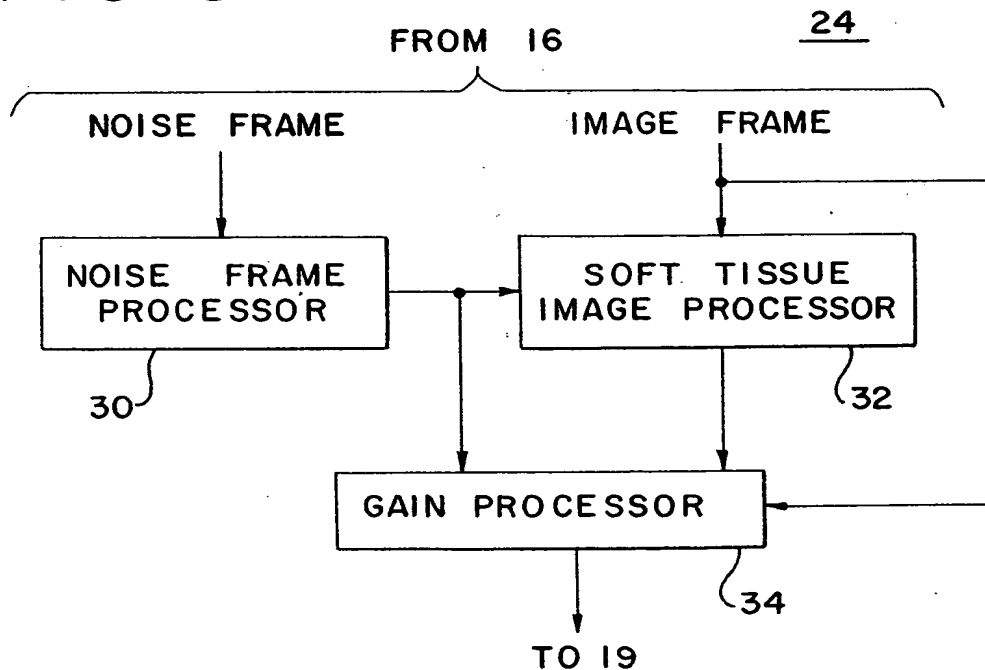 24
FROM 16
NOISE FRAME
IMAGE FRAME
NOISE FRAME
PROCESSOR
SOFT TISSUE
IMAGE PROCESSOR
30
32
GAIN PROCESSOR
34
TO 19